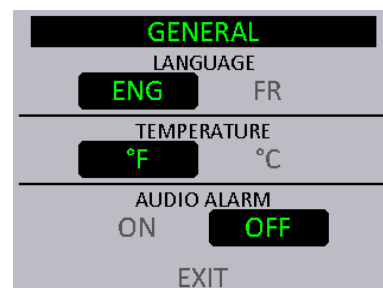 GENERAL
LANGUAGE
ENG FR
TEMPERATURE
°F °C
AUDIO ALARM
ON OFF
EXIT